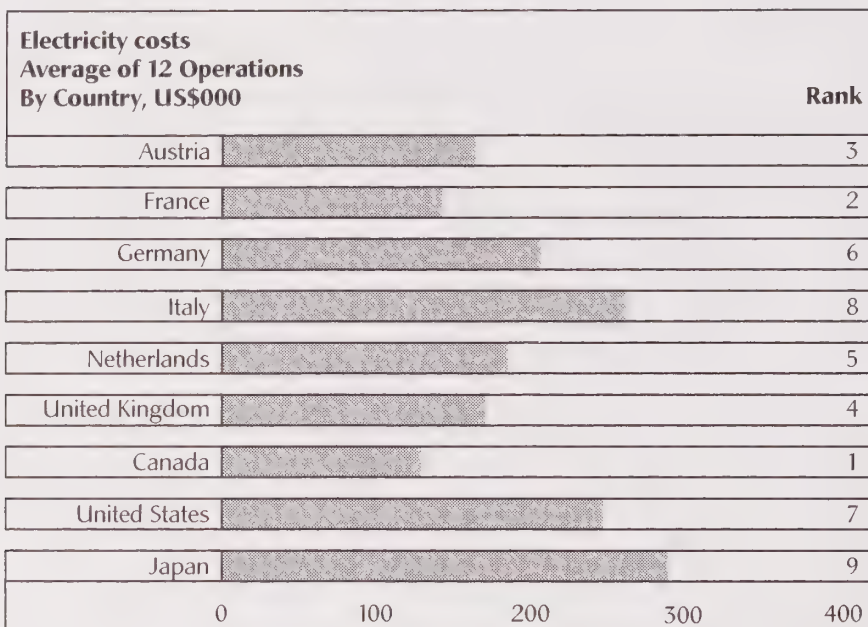 Electricity costs
Average of 12 Operations
By Country, US$000 Rank
Austria 3
France 2
Germany 6
Italy 8
Netherlands 5
United Kingdom 4
Canada 1
United States 7
Japan 9
0 100 200 300 400